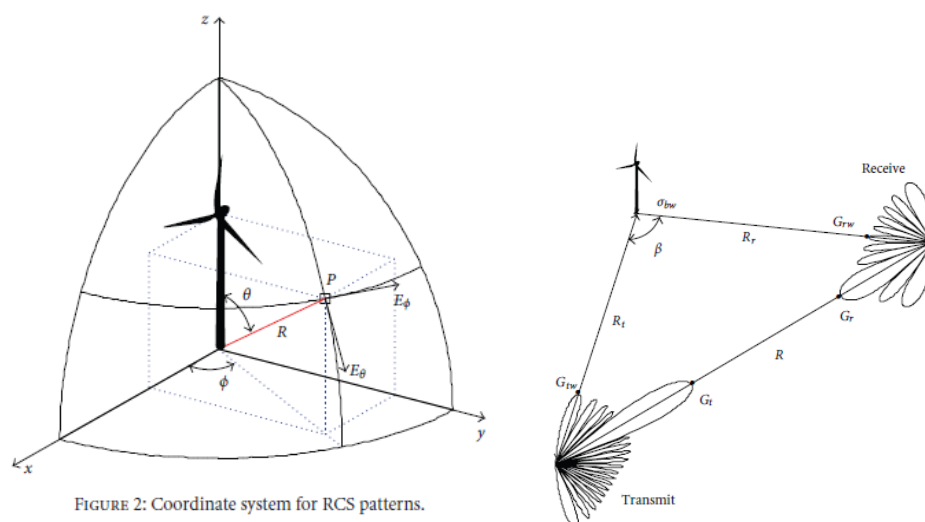 z
P
θ
E_ϕ
R
E_θ
ϕ
x
y
FIGURE 2: Coordinate system for RCS patterns.
Receive
σ_bw
G_rw
β
R_r
G_r
R_t
R
G_tw
G_t
Transmit